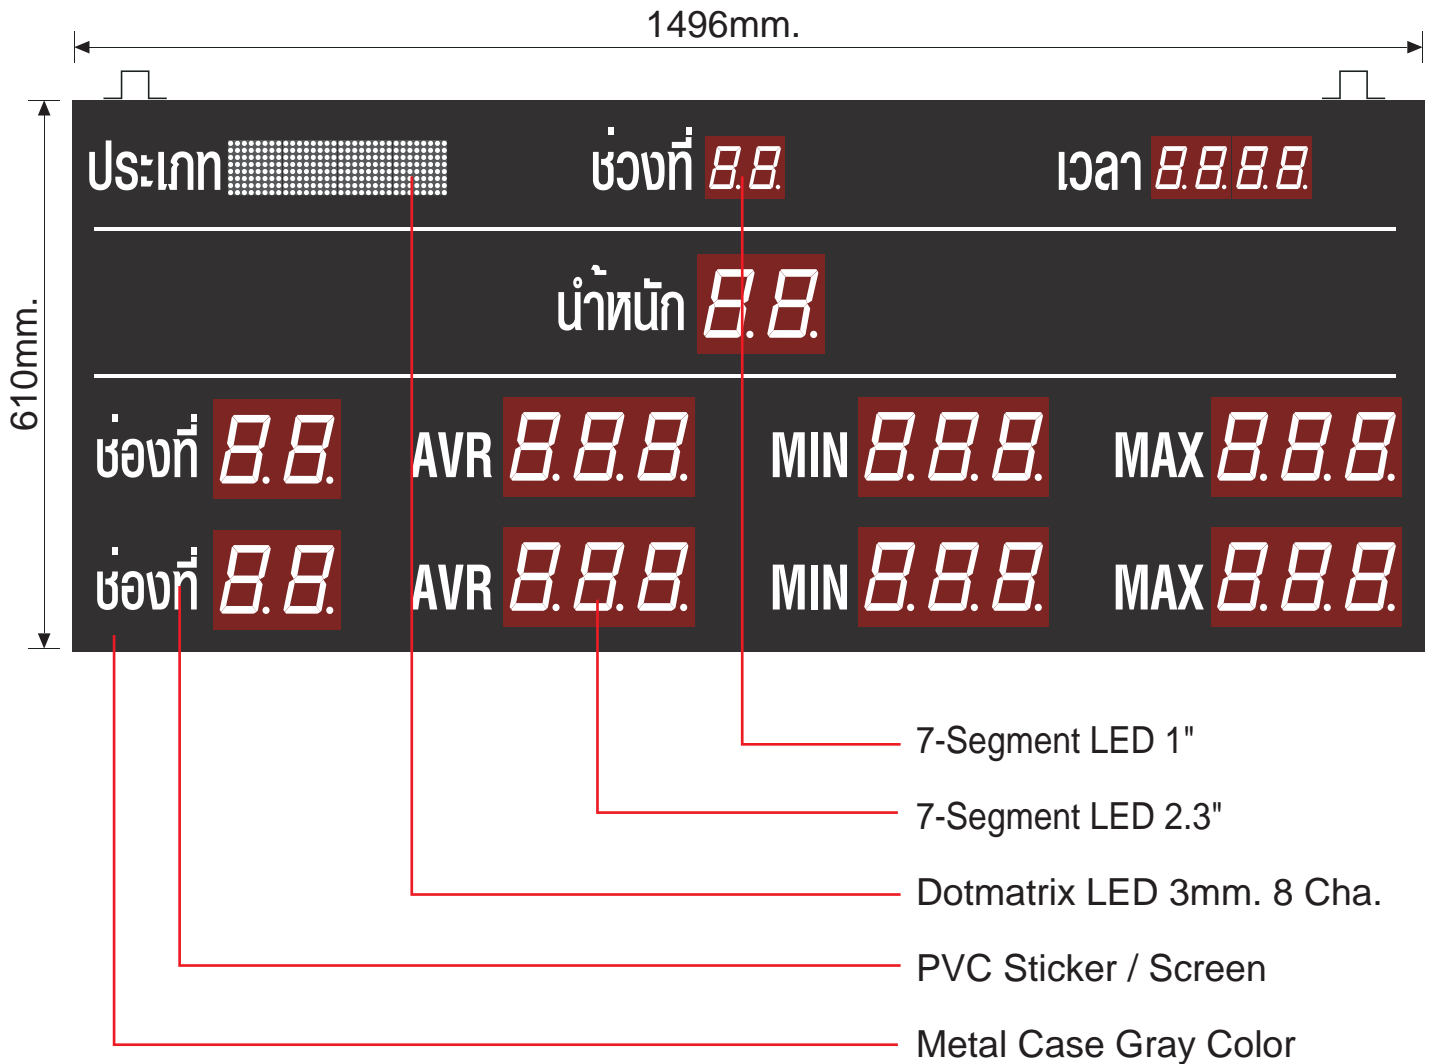 1496mm.
610mm.
ประเภท ช่วงที่ 8.8. เวลา 8.8.8.8.
น้ำหนัก 8.8.
ช่องที่ 8.8. AVR 8.8.8. MIN 8.8.8. MAX 8.8.8.
ช่องที่ 8.8. AVR 8.8.8. MIN 8.8.8. MAX 8.8.8.
7-Segment LED 1"
7-Segment LED 2.3"
Dotmatrix LED 3mm. 8 Cha.
PVC Sticker / Screen
Metal Case Gray Color